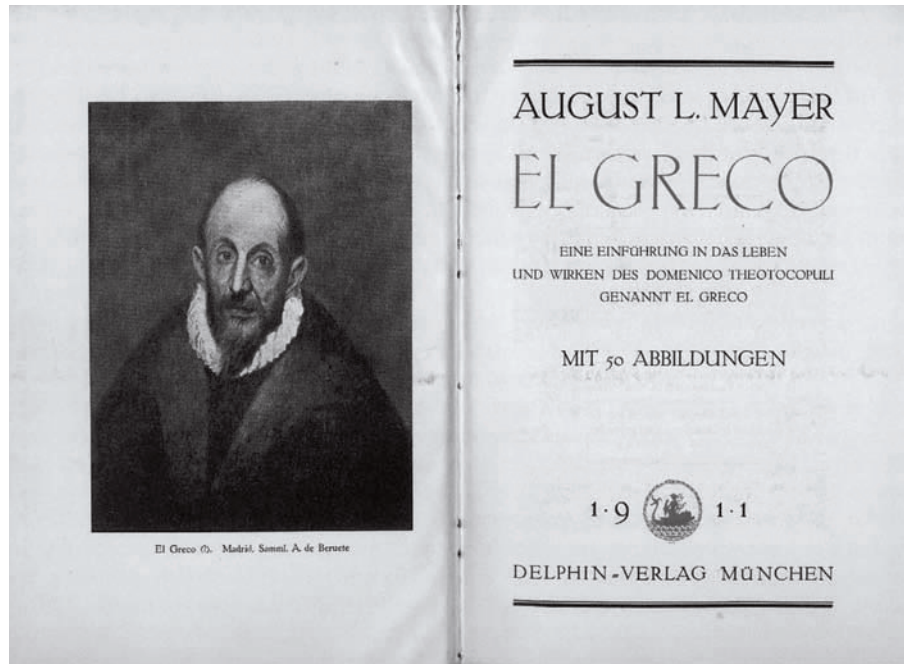 El Greco (?). Madrid, Samml. A. de Beruete
AUGUST L. MAYER
EL GRECO
EINE EINFÜHRUNG IN DAS LEBEN
UND WIRKEN DES DOMENICO THEOTOCOPULI
GENANNT EL GRECO
MIT 50 ABBILDUNGEN
1·9 1·1
DELPHIN-VERLAG MÜNCHEN